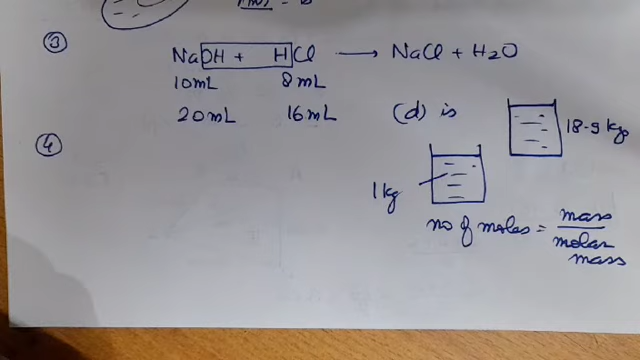 ③ NaOH + HCl → NaCl + H₂O
10mL 8mL
20mL 16mL (d) is
18.9 kg
④
1kg
no of moles = mass
molar
mass